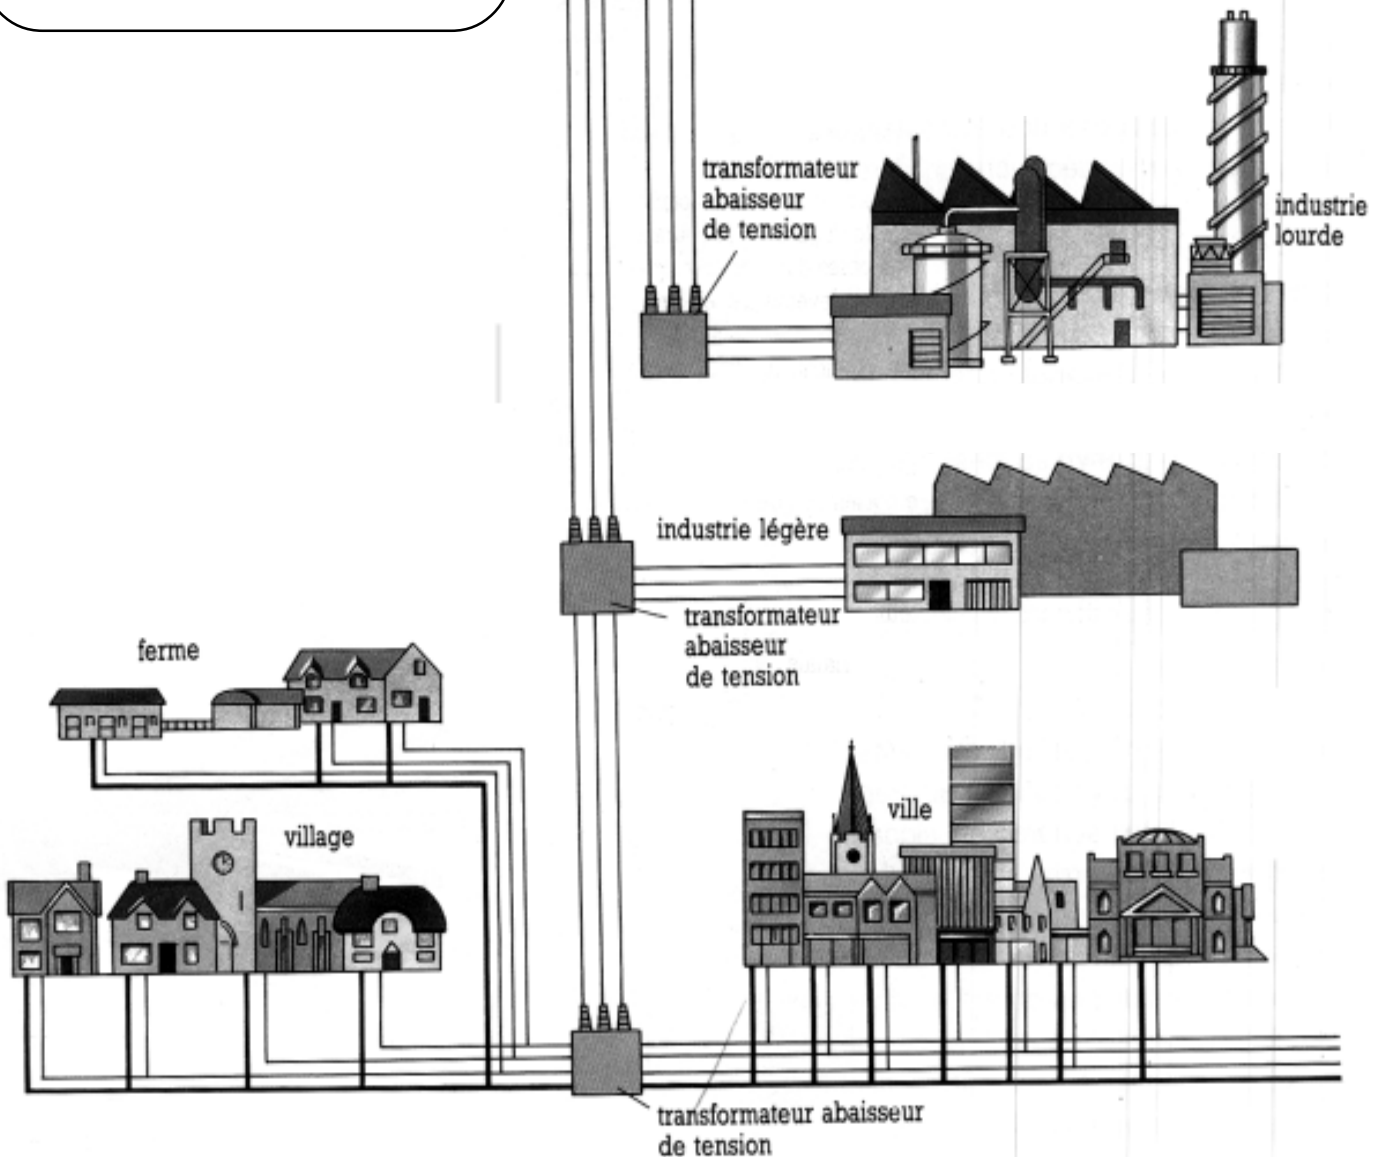 transformateur
abaisseur
de tension
industrie
lourde
industrie légère
transformateur
abaisseur
de tension
ferme
village
ville
transformateur abaisseur
de tension